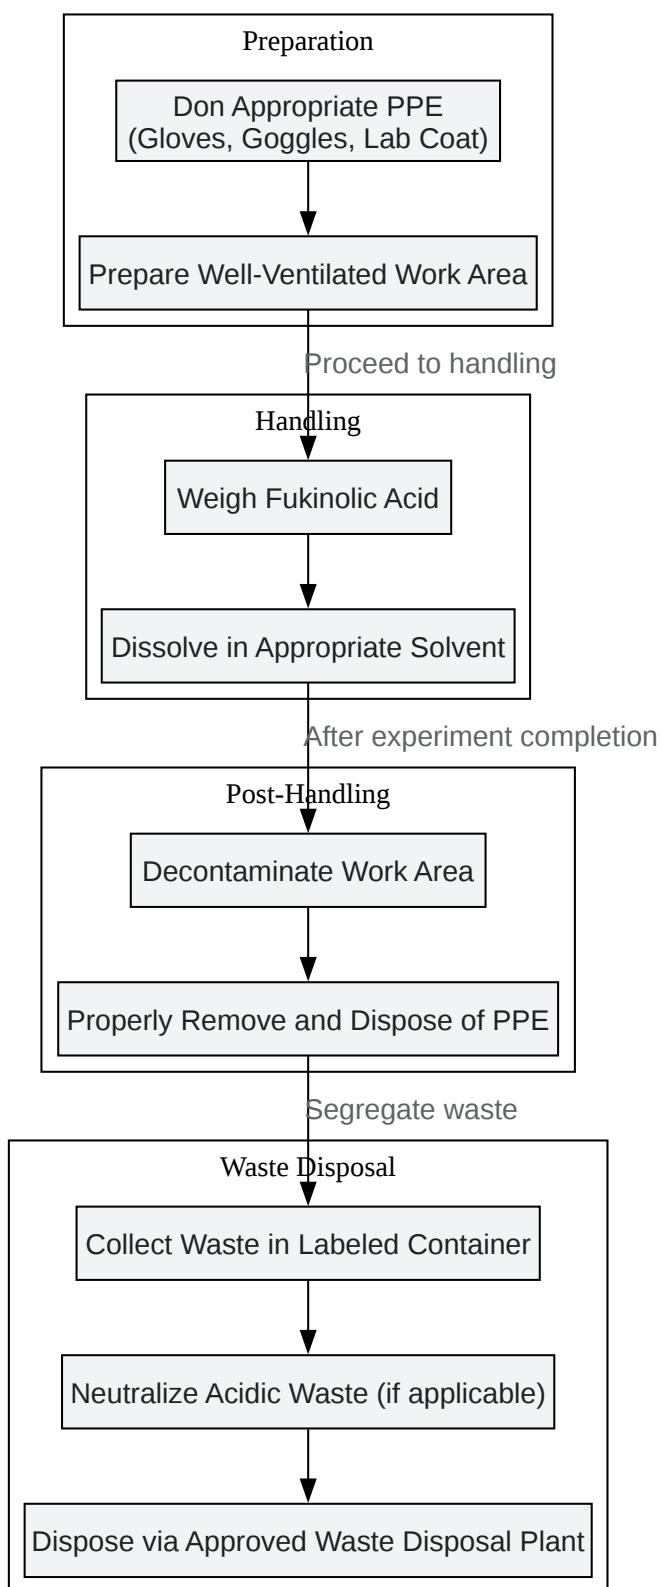 Preparation
Don Appropriate PPE
(Gloves, Goggles, Lab Coat)
Prepare Well-Ventilated Work Area
Proceed to handling
Handling
Weigh Fukinolic Acid
Dissolve in Appropriate Solvent
After experiment completion
Post-Handling
Decontaminate Work Area
Properly Remove and Dispose of PPE
Segregate waste
Waste Disposal
Collect Waste in Labeled Container
Neutralize Acidic Waste (if applicable)
Dispose via Approved Waste Disposal Plant